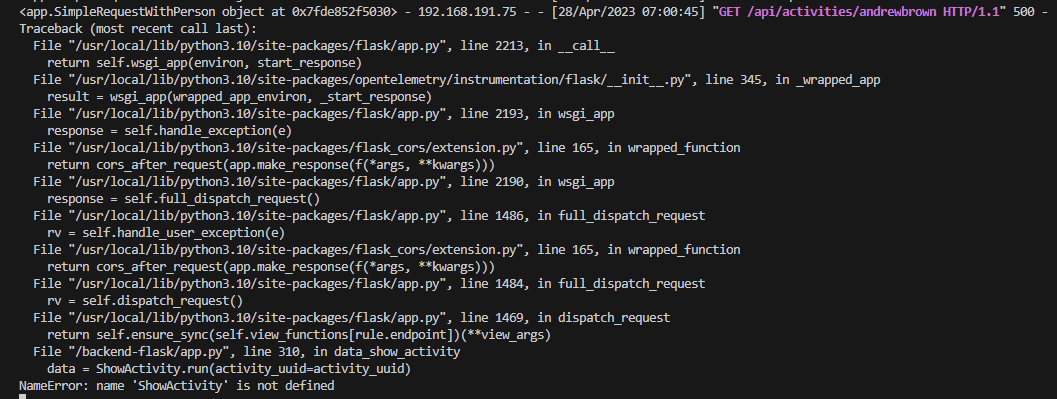 <app.SimpleRequestWithPerson object at 0x7fde852f5030> - 192.168.191.75 - - [28/Apr/2023 07:00:45] "GET /api/activities/andrewbrown HTTP/1.1" 500 -
Traceback (most recent call last):
  File "/usr/local/lib/python3.10/site-packages/flask/app.py", line 2213, in __call__
    return self.wsgi_app(environ, start_response)
  File "/usr/local/lib/python3.10/site-packages/opentelemetry/instrumentation/flask/__init__.py", line 345, in _wrapped_app
    result = wsgi_app(wrapped_app_environ, _start_response)
  File "/usr/local/lib/python3.10/site-packages/flask/app.py", line 2193, in wsgi_app
    response = self.handle_exception(e)
  File "/usr/local/lib/python3.10/site-packages/flask_cors/extension.py", line 165, in wrapped_function
    return cors_after_request(app.make_response(f(*args, **kwargs)))
  File "/usr/local/lib/python3.10/site-packages/flask/app.py", line 2190, in wsgi_app
    response = self.full_dispatch_request()
  File "/usr/local/lib/python3.10/site-packages/flask/app.py", line 1486, in full_dispatch_request
    rv = self.handle_user_exception(e)
  File "/usr/local/lib/python3.10/site-packages/flask_cors/extension.py", line 165, in wrapped_function
    return cors_after_request(app.make_response(f(*args, **kwargs)))
  File "/usr/local/lib/python3.10/site-packages/flask/app.py", line 1484, in full_dispatch_request
    rv = self.dispatch_request()
  File "/usr/local/lib/python3.10/site-packages/flask/app.py", line 1469, in dispatch_request
    return self.ensure_sync(self.view_functions[rule.endpoint])(**view_args)
  File "/backend-flask/app.py", line 310, in data_show_activity
    data = ShowActivity.run(activity_uuid=activity_uuid)
NameError: name 'ShowActivity' is not defined